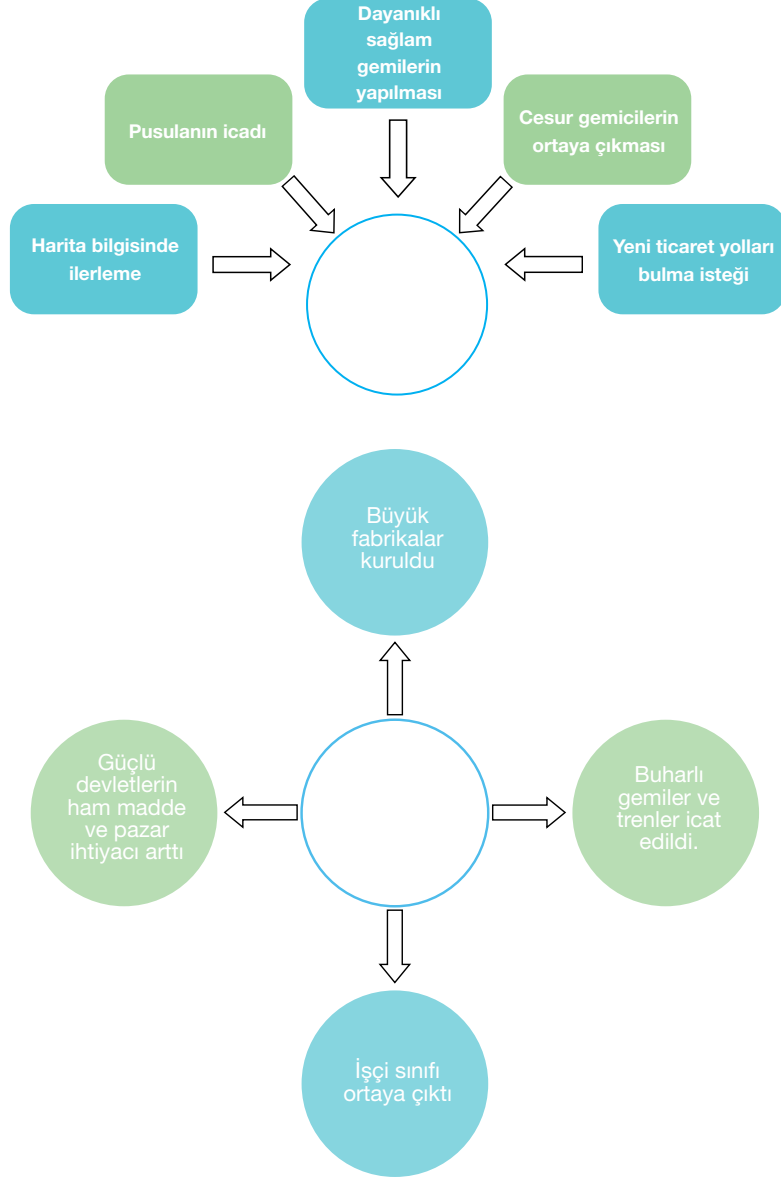 Dayanıklı
sağlam
gemilerin
yapılması
Pusulanın icadı
Cesur gemicilerin
ortaya çıkması
Harita bilgisinde
ilerleme
Yeni ticaret yolları
bulma isteği
Büyük
fabrikalar
kuruldu
Güçlü
devletlerin
ham madde
ve pazar
ihtiyacı arttı
Buharlı
gemiler ve
trenler icat
edildi.
İşçi sınıfı
ortaya çıktı